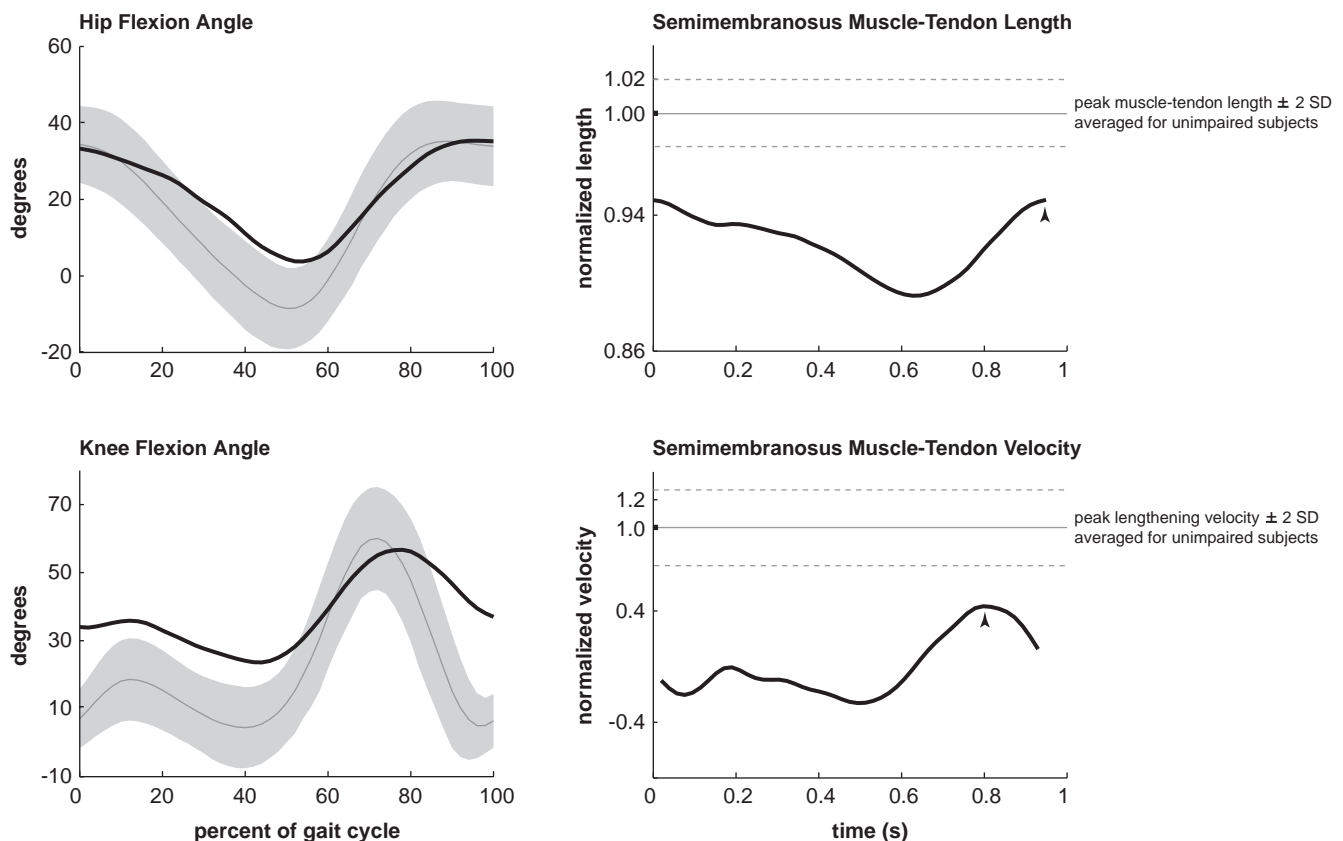 Hip Flexion Angle
60
40
20
0
-20
degrees
0 20 40 60 80 100
Semimembranosus Muscle-Tendon Length
1.02
1.00
0.94
0.86
normalized length
0 0.2 0.4 0.6 0.8 1
peak muscle-tendon length ± 2 SD
averaged for unimpaired subjects
Knee Flexion Angle
70
50
30
10
-10
degrees
0 20 40 60 80 100
percent of gait cycle
Semimembranosus Muscle-Tendon Velocity
1.2
1.0
0.4
-0.4
normalized velocity
0 0.2 0.4 0.6 0.8 1
time (s)
peak lengthening velocity ± 2 SD
averaged for unimpaired subjects